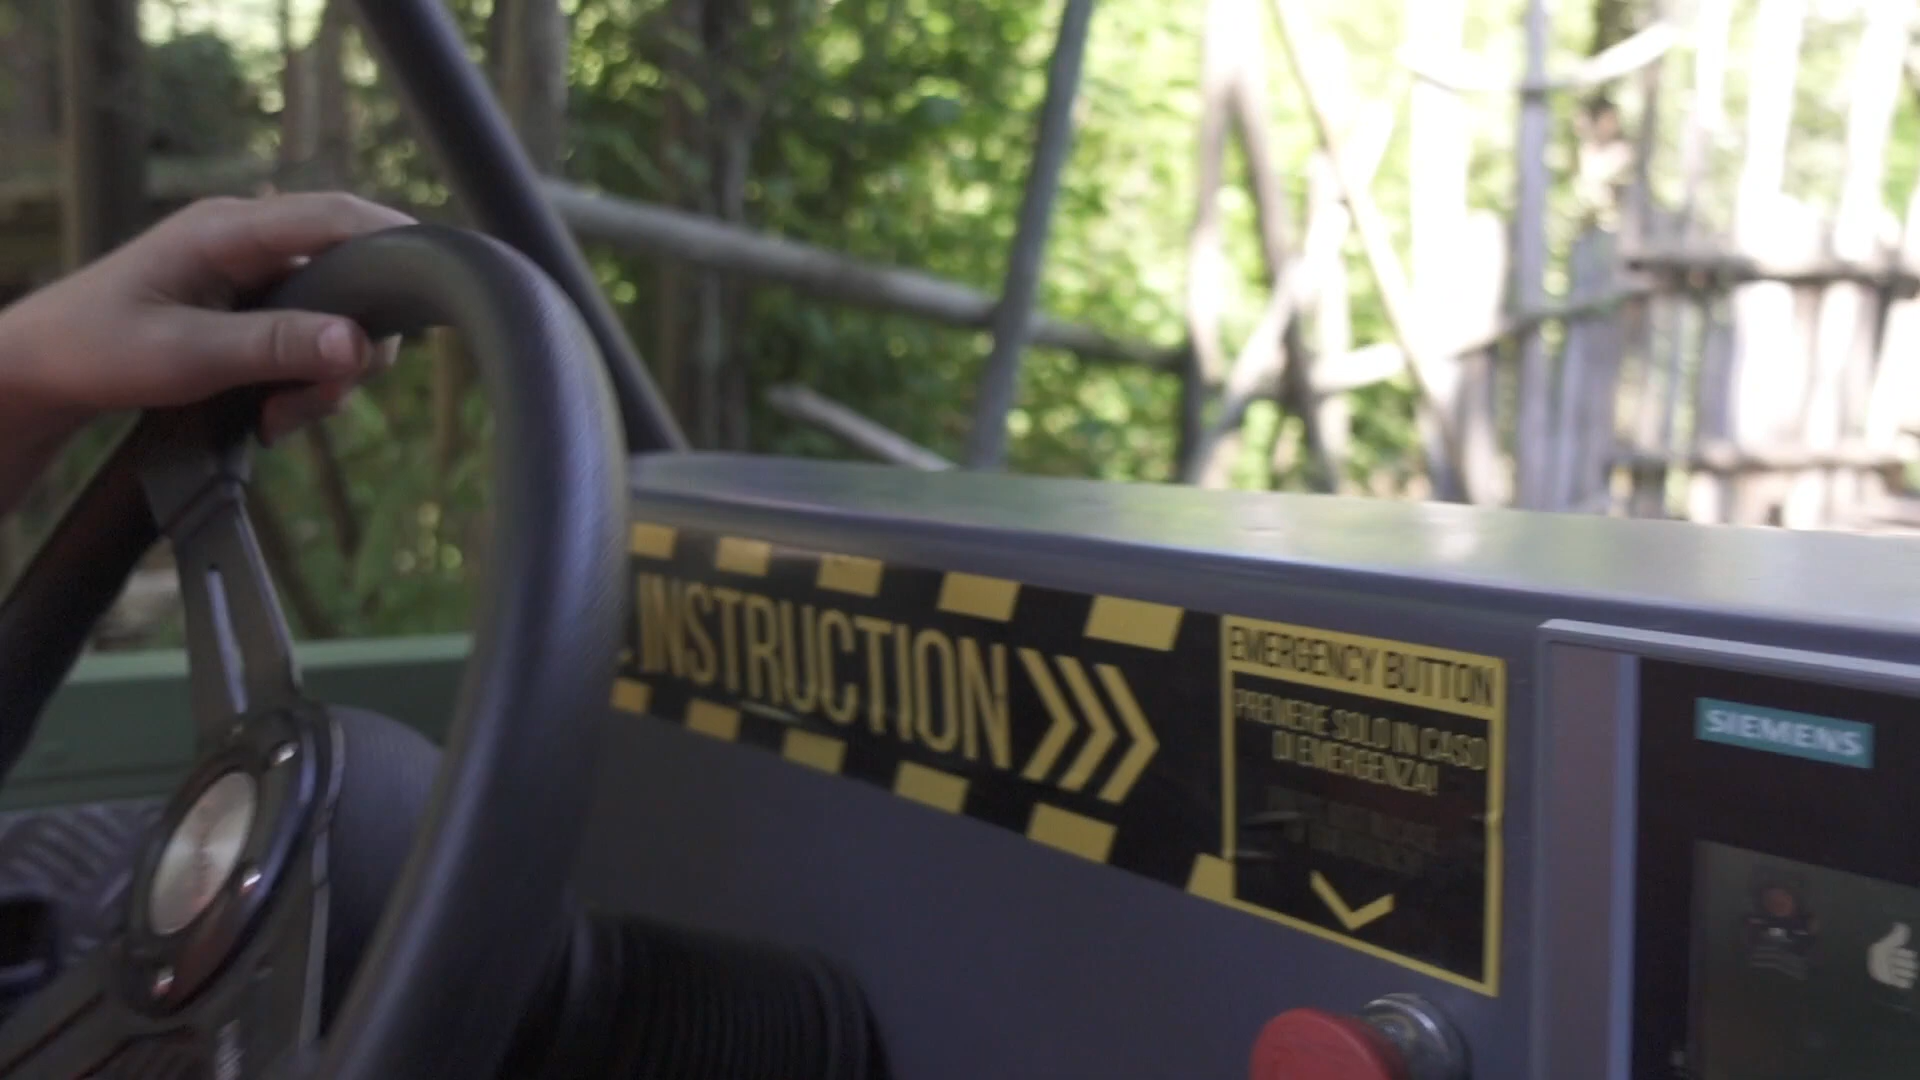 INSTRUCTION
EMERGENCY BUTTON
PREMERE SOLO IN CASO
DI EMERGENZA!
SIEMENS